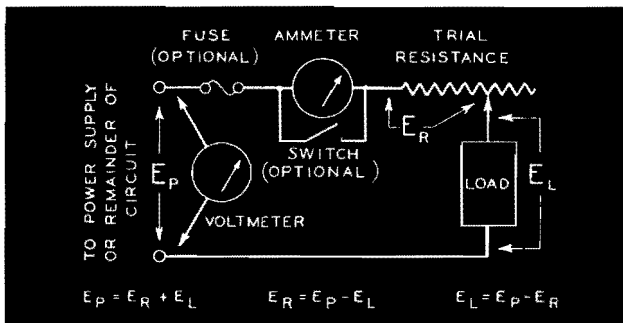 FUSE
(OPTIONAL)
AMMETER
TRIAL
RESISTANCE
TO POWER SUPPLY
OR REMAINDER OF
CIRCUIT
E_P
VOLTMETER
SWITCH
(OPTIONAL)
E_R
LOAD
E_L
E_P = E_R + E_L
E_R = E_P - E_L
E_L = E_P - E_R